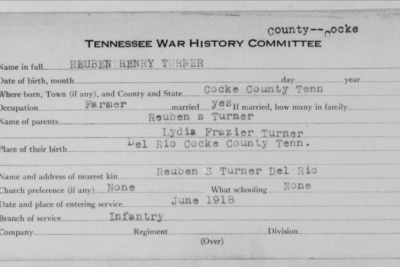 county--Cocke
TENNESSEE WAR HISTORY COMMITTEE
Name in full REUBEN HENRY TURNER
Date of birth, month day year
Where born, Town (if any), and County and State Cocke County Tenn
Occupation Farmer married yes If married, how many in family
Name of parents Reuben s Turner
Lydia Frazier Turner
Place of their birth Del Rio Cocke County Tenn.
Name and address of nearest kin Reuben S Turner Del Rio
Church preference (if any) None What schooling None
Date and place of entering service June 1918
Branch of service Infantry
Company Regiment Division
(Over)